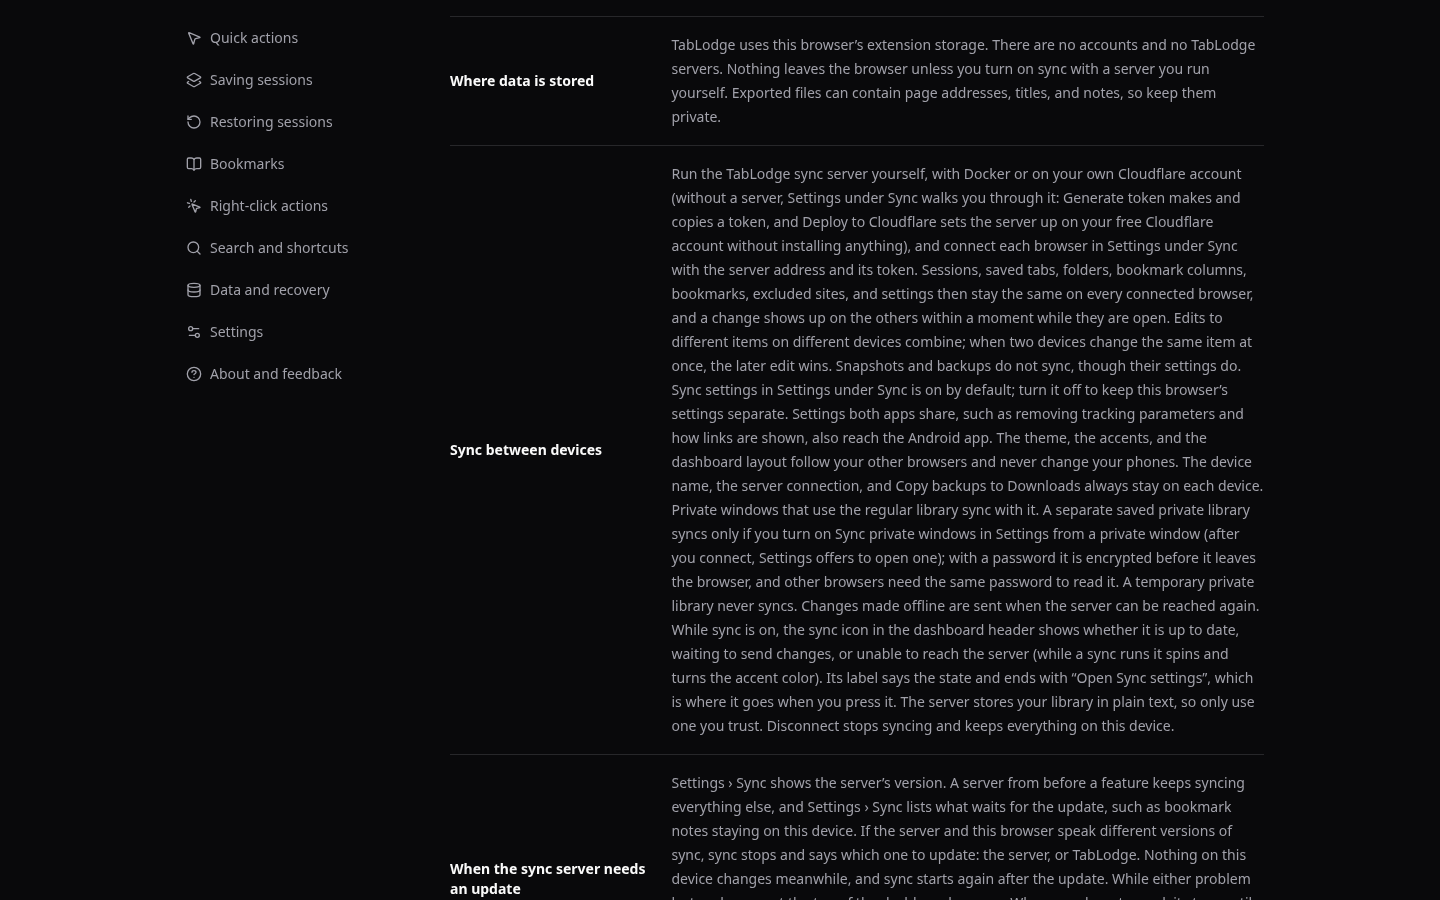 Quick actions
Saving sessions
Restoring sessions
Bookmarks
Right-click actions
Search and shortcuts
Data and recovery
Settings
About and feedback
Where data is stored
TabLodge uses this browser’s extension storage. There are no accounts and no TabLodge
servers. Nothing leaves the browser unless you turn on sync with a server you run
yourself. Exported files can contain page addresses, titles, and notes, so keep them
private.
Sync between devices
Run the TabLodge sync server yourself, with Docker or on your own Cloudflare account
(without a server, Settings under Sync walks you through it: Generate token makes and
copies a token, and Deploy to Cloudflare sets the server up on your free Cloudflare
account without installing anything), and connect each browser in Settings under Sync
with the server address and its token. Sessions, saved tabs, folders, bookmark columns,
bookmarks, excluded sites, and settings then stay the same on every connected browser,
and a change shows up on the others within a moment while they are open. Edits to
different items on different devices combine; when two devices change the same item at
once, the later edit wins. Snapshots and backups do not sync, though their settings do.
Sync settings in Settings under Sync is on by default; turn it off to keep this browser’s
settings separate. Settings both apps share, such as removing tracking parameters and
how links are shown, also reach the Android app. The theme, the accents, and the
dashboard layout follow your other browsers and never change your phones. The device
name, the server connection, and Copy backups to Downloads always stay on each device.
Private windows that use the regular library sync with it. A separate saved private library
syncs only if you turn on Sync private windows in Settings from a private window (after
you connect, Settings offers to open one); with a password it is encrypted before it leaves
the browser, and other browsers need the same password to read it. A temporary private
library never syncs. Changes made offline are sent when the server can be reached again.
While sync is on, the sync icon in the dashboard header shows whether it is up to date,
waiting to send changes, or unable to reach the server (while a sync runs it spins and
turns the accent color). Its label says the state and ends with “Open Sync settings”, which
is where it goes when you press it. The server stores your library in plain text, so only use
one you trust. Disconnect stops syncing and keeps everything on this device.
When the sync server needs
an update
Settings › Sync shows the server’s version. A server from before a feature keeps syncing
everything else, and Settings › Sync lists what waits for the update, such as bookmark
notes staying on this device. If the server and this browser speak different versions of
sync, sync stops and says which one to update: the server, or TabLodge. Nothing on this
device changes meanwhile, and sync starts again after the update. While either problem